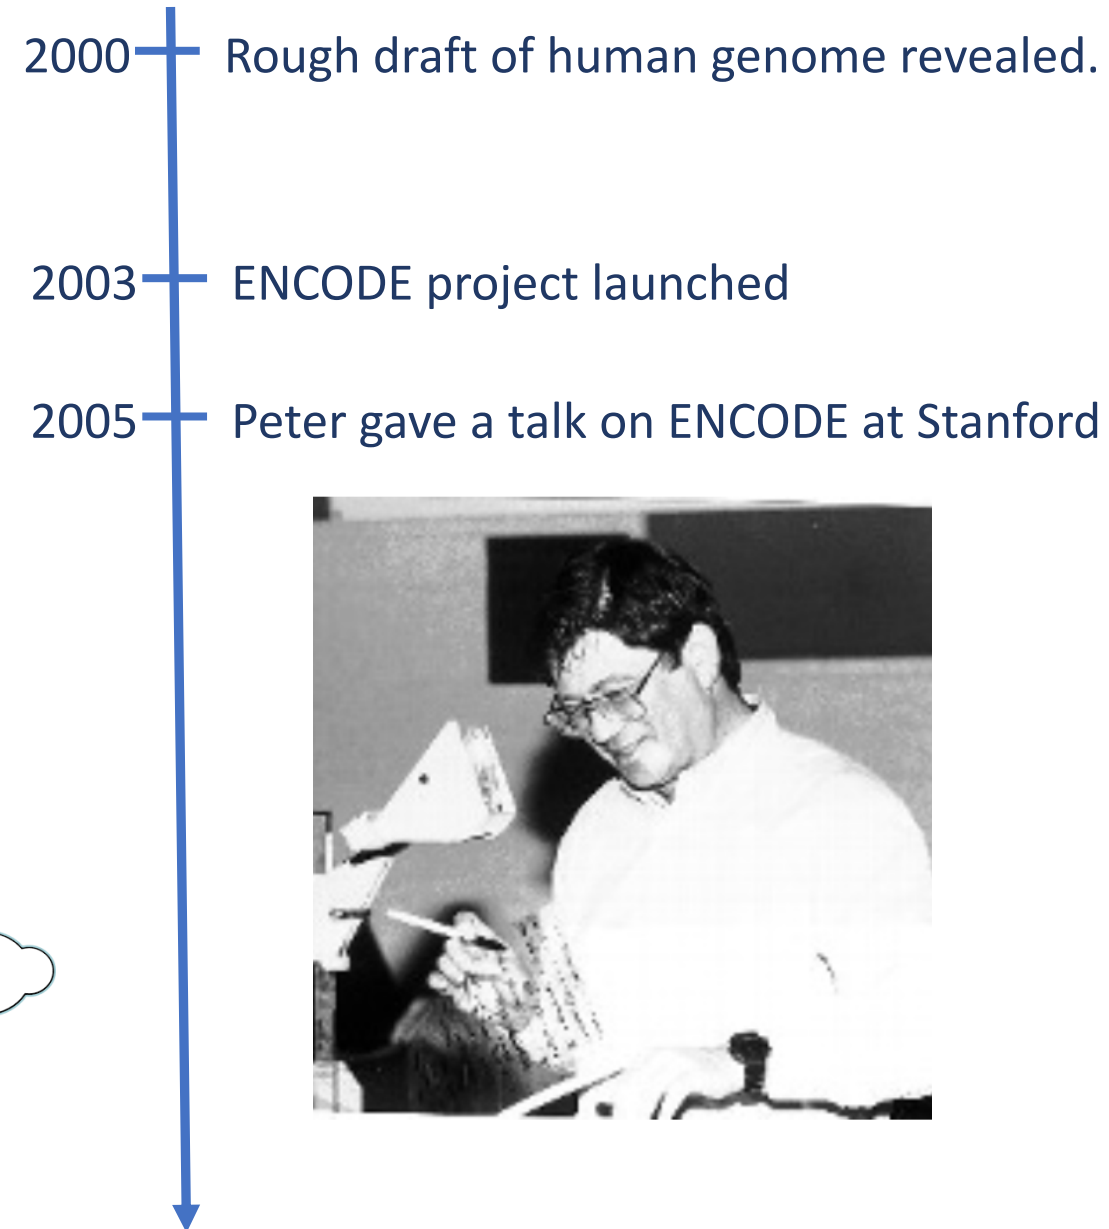 2000 Rough draft of human genome revealed.
2003 ENCODE project launched
2005 Peter gave a talk on ENCODE at Stanford